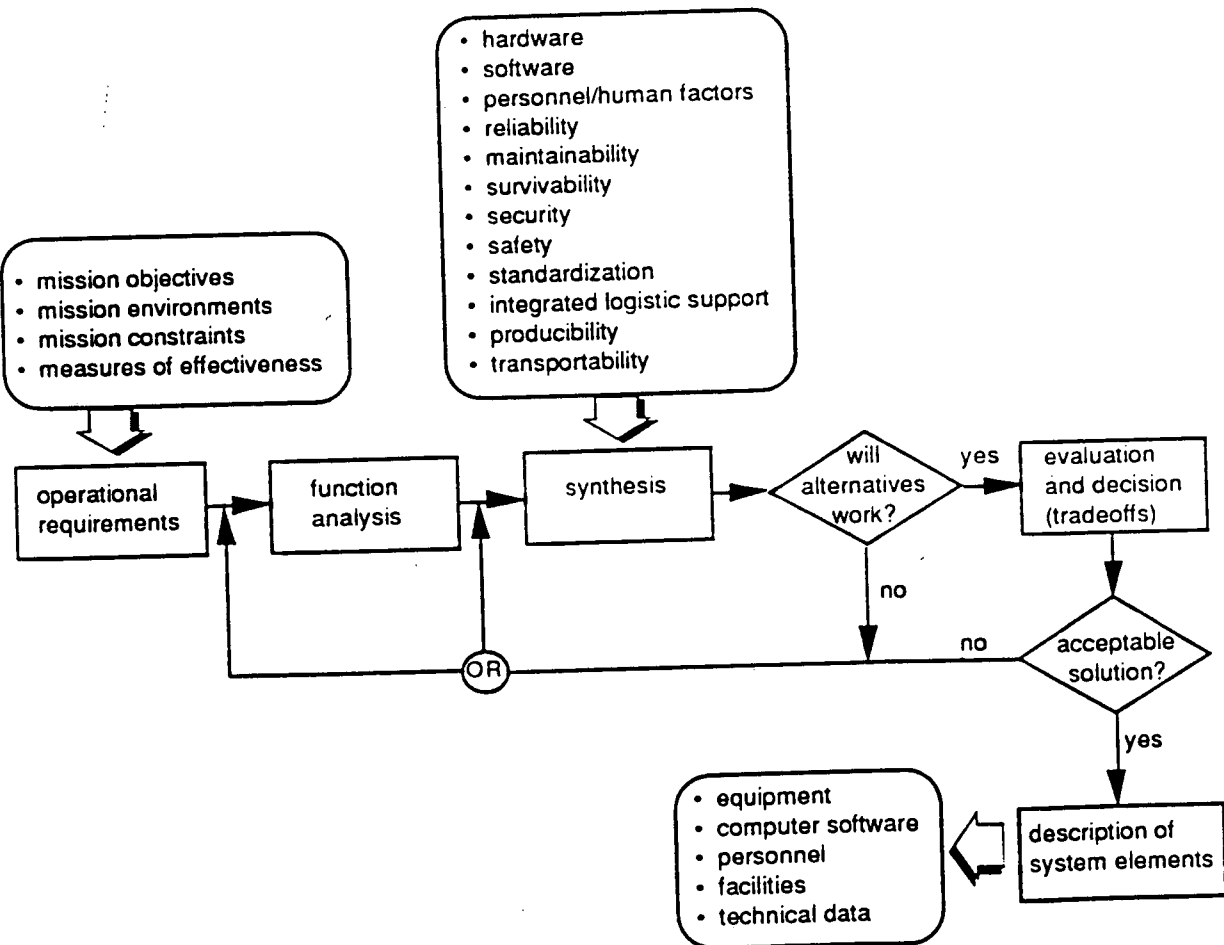 • hardware
• software
• personnel/human factors
• reliability
• maintainability
• survivability
• security
• safety
• standardization
• integrated logistic support
• producibility
• transportability
• mission objectives
• mission environments
• mission constraints
• measures of effectiveness
operational
requirements
function
analysis
synthesis
will
alternatives
work?
yes
evaluation
and decision
(tradeoffs)
no
no
acceptable
solution?
OR
yes
• equipment
• computer software
• personnel
• facilities
• technical data
description of
system elements